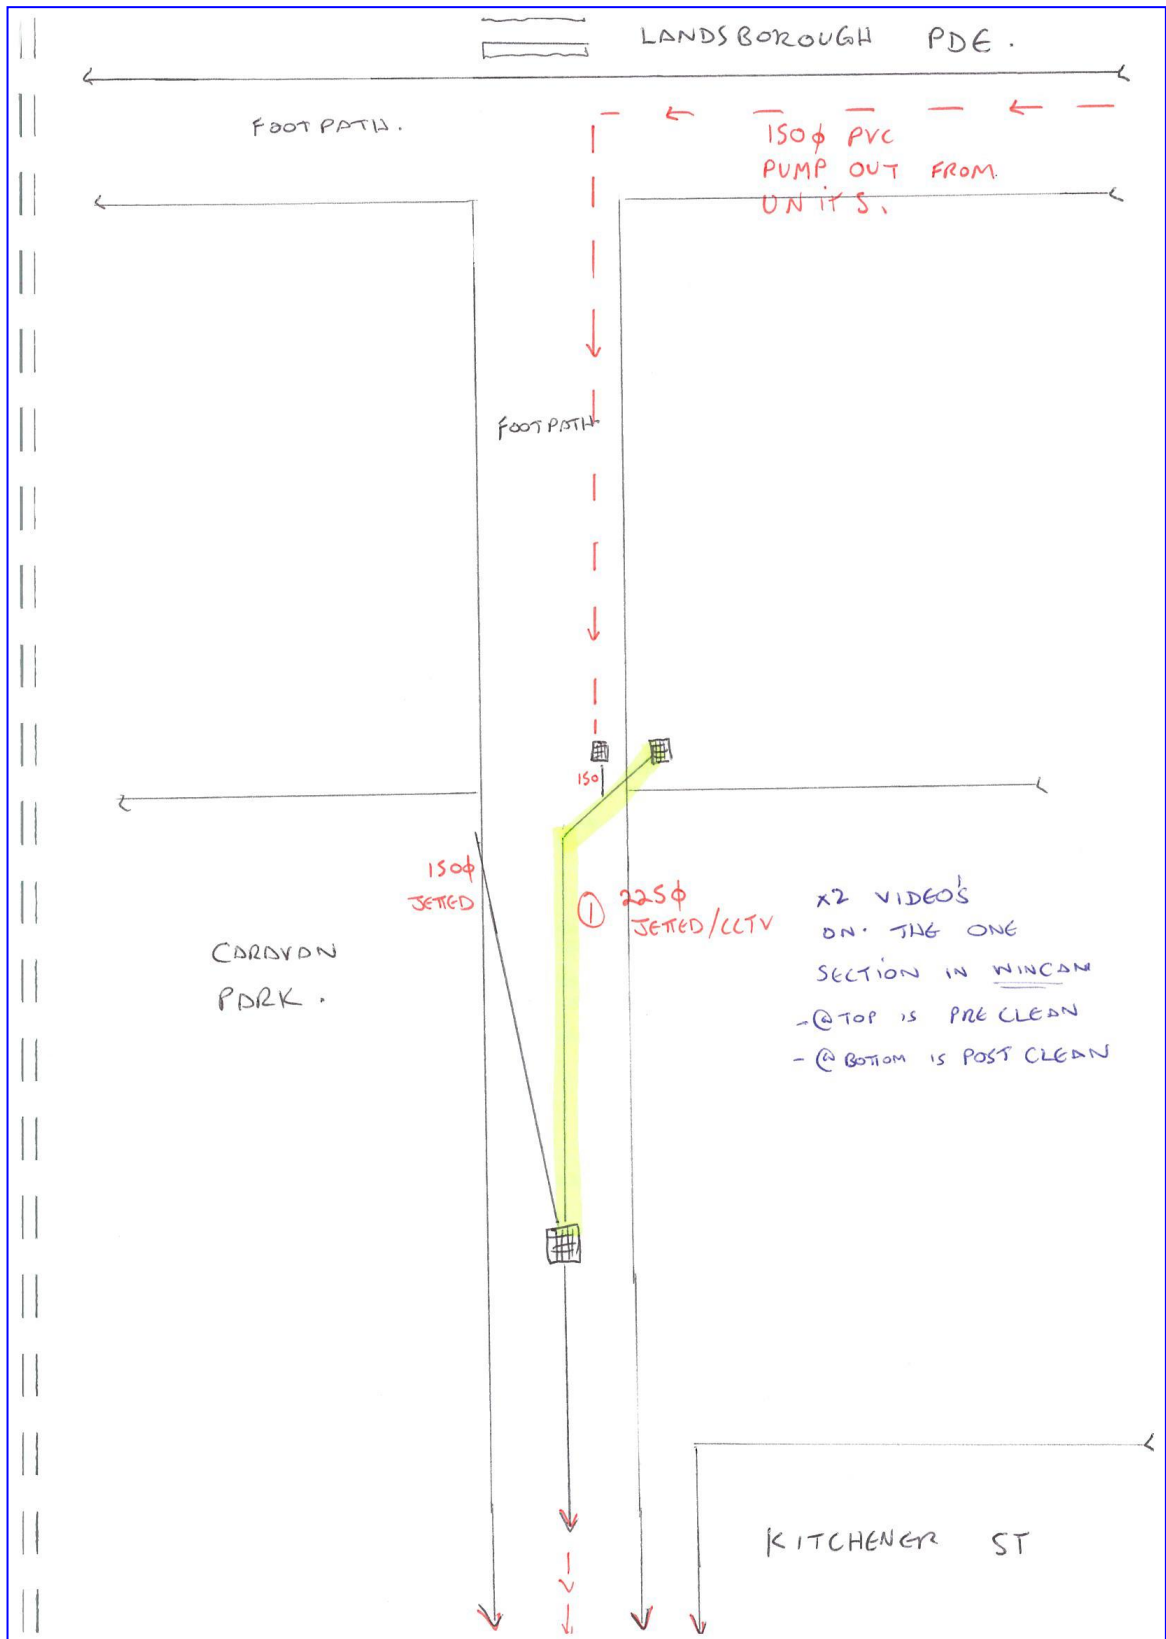 LANDSBOROUGH PDE.
FOOTPATH.
150ϕ PVC
PUMP OUT FROM.
UNITS.
FOOTPATH
150
150ϕ
JETTED
① 225ϕ
JETTED/CCTV
x2 VIDEO'S
ON. THE ONE
SECTION IN WINCAN
- @ TOP IS PRE CLEAN
- @ BOTTOM IS POST CLEAN
CARAVAN
PARK.
KITCHENER ST